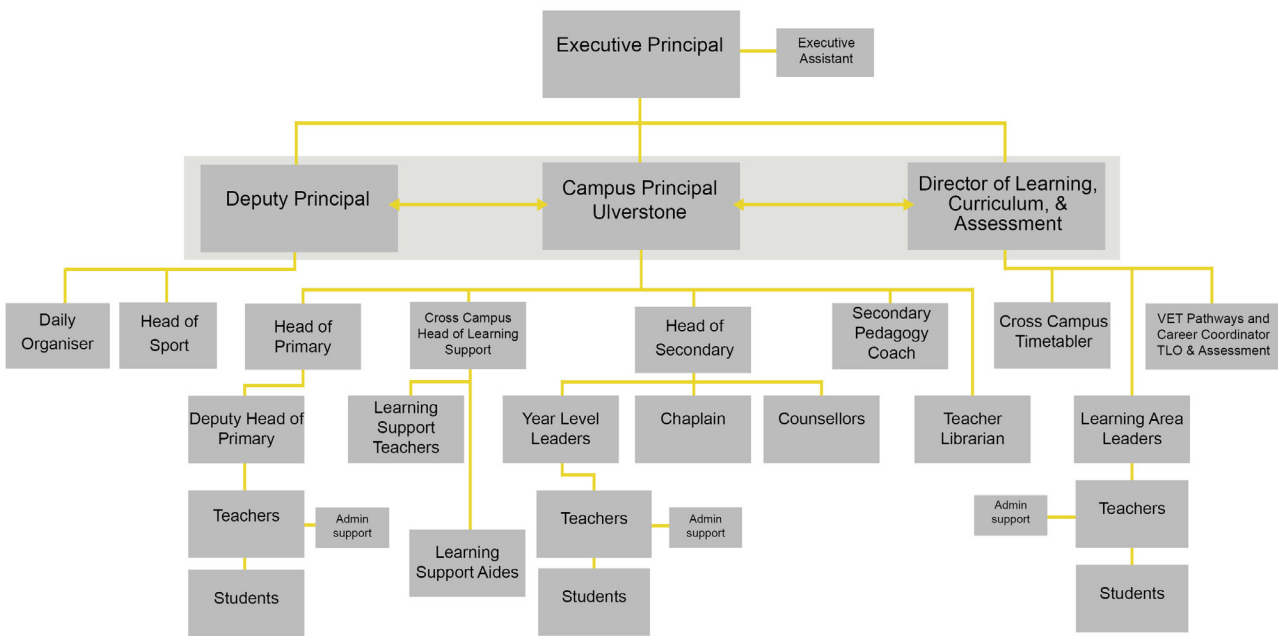 Executive Principal
Executive
Assistant
Deputy Principal
Campus Principal
Ulverstone
Director of Learning,
Curriculum, &
Assessment
Daily
Organiser
Head of
Sport
Head of
Primary
Cross Campus
Head of Learning
Support
Head of
Secondary
Secondary
Pedagogy
Coach
Cross Campus
Timetabler
VET Pathways and
Career Coordinator
TLO & Assessment
Deputy Head of
Primary
Learning
Support
Teachers
Year Level
Leaders
Chaplain
Counsellors
Teacher
Librarian
Learning Area
Leaders
Teachers
Admin
support
Learning
Support Aides
Teachers
Admin
support
Admin
support
Teachers
Students
Students
Students